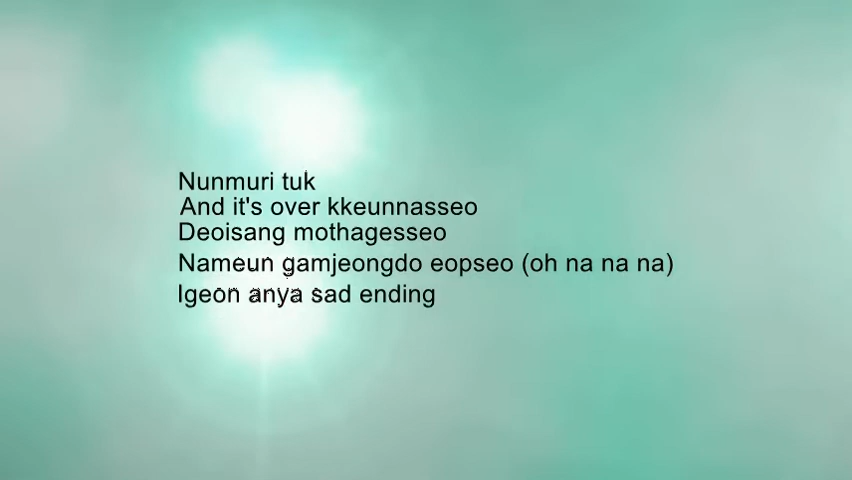 Nunmuri tuk
And it's over kkeunnasseo
Deoisang mothagesseo
Nameun gamjeongdo eopseo (oh na na na)
Igeon anya sad ending